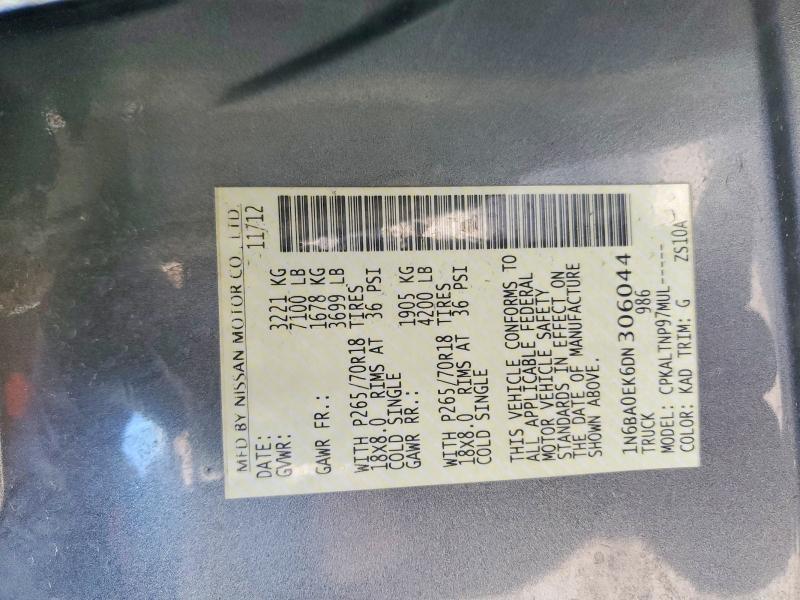 MFD BY NISSAN MOTOR CO., LTD.
DATE: 11/12
GVWR: 3221 KG
7100 LB
GAWR FR.: 1678 KG
3699 LB
WITH P265/70R18 TIRES
18X8.0 RIMS AT 36 PSI
COLD SINGLE
GAWR RR.: 1905 KG
4200 LB
WITH P265/70R18 TIRES
18X8.0 RIMS AT 36 PSI
COLD SINGLE
THIS VEHICLE CONFORMS TO
ALL APPLICABLE FEDERAL
MOTOR VEHICLE SAFETY
STANDARDS IN EFFECT ON
THE DATE OF MANUFACTURE
SHOWN ABOVE.
1N6BA0EK6DN306044
TRUCK 986
MODEL: CPKALTNP97MUL-----
COLOR: KAD TRIM: G ZS10A